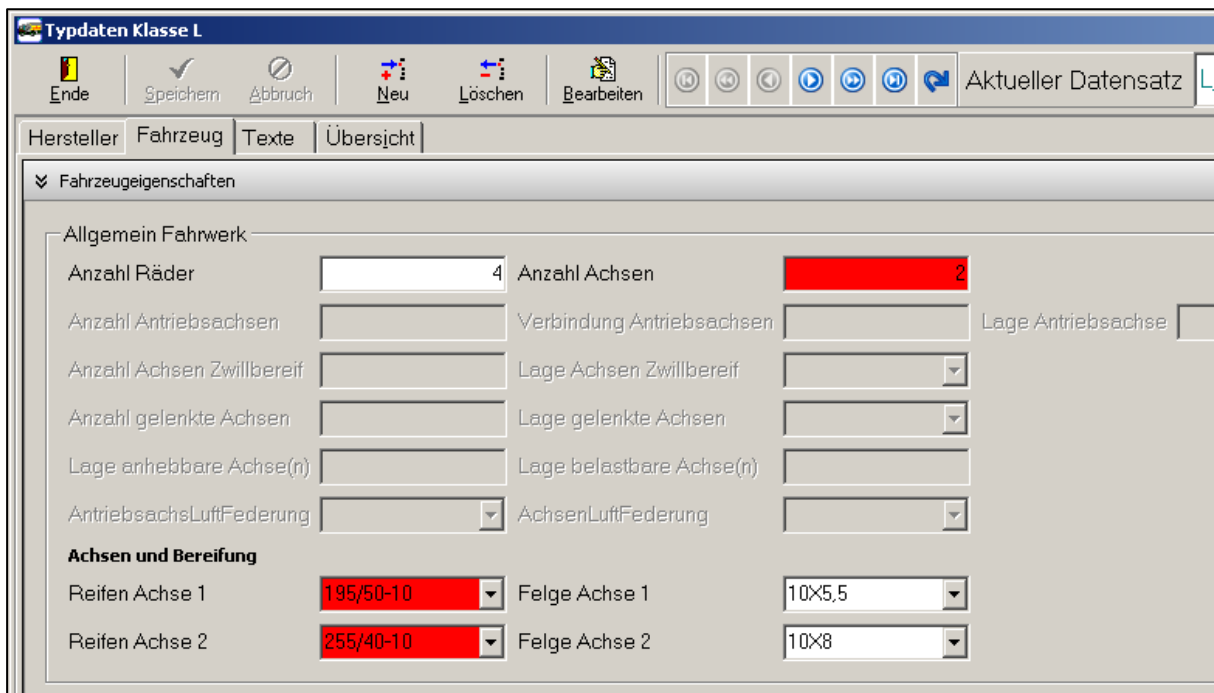 Typdaten Klasse L
Ende Speichern Abbruch Neu Löschen Bearbeiten Aktueller Datensatz L_
Hersteller Fahrzeug Texte Übersicht
Fahrzeugeigenschaften
Allgemein Fahrwerk
Anzahl Räder 4 Anzahl Achsen 2
Anzahl Antriebsachsen Verbindung Antriebsachsen Lage Antriebsachse
Anzahl Achsen Zwillbereif Lage Achsen Zwillbereif
Anzahl gelenkte Achsen Lage gelenkte Achsen
Lage anhebbare Achse(n) Lage belastbare Achse(n)
AntriebsachsLuftFederung AchsenLuftFederung
Achsen und Bereifung
Reifen Achse 1 195/50-10 Felge Achse 1 10X5,5
Reifen Achse 2 255/40-10 Felge Achse 2 10X8